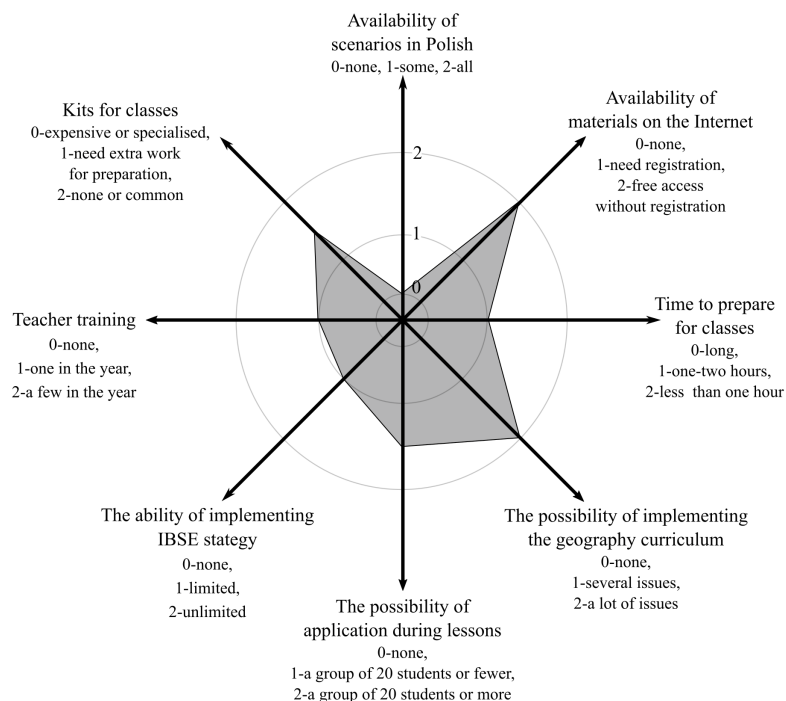 Availability of
scenarios in Polish
0-none, 1-some, 2-all
Availability of
materials on the Internet
0-none,
1-need registration,
2-free access
without registration
Kits for classes
0-expensive or specialised,
1-need extra work
for preparation,
2-none or common
2
1
0
Teacher training
0-none,
1-one in the year,
2-a few in the year
Time to prepare
for classes
0-long,
1-one-two hours,
2-less than one hour
The ability of implementing
IBSE stategy
0-none,
1-limited,
2-unlimited
The possibility of implementing
the geography curriculum
0-none,
1-several issues,
2-a lot of issues
The possibility of
application during lessons
0-none,
1-a group of 20 students or fewer,
2-a group of 20 students or more